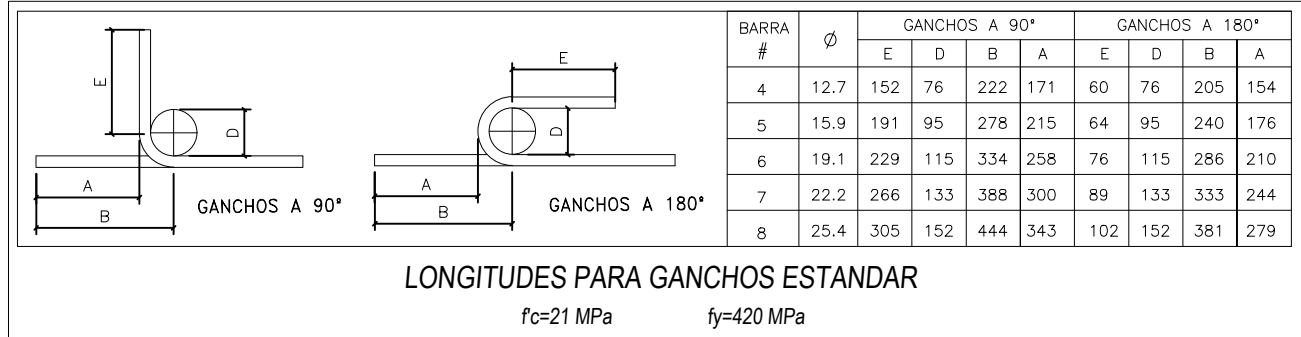 E
D
A
B
GANCHOS A 90°
E
D
A
B
GANCHOS A 180°
BARRA # Ø GANCHOS A 90° GANCHOS A 180°
E D B A E D B A
4 12.7 152 76 222 171 60 76 205 154
5 15.9 191 95 278 215 64 95 240 176
6 19.1 229 115 334 258 76 115 286 210
7 22.2 266 133 388 300 89 133 333 244
8 25.4 305 152 444 343 102 152 381 279
LONGITUDES PARA GANCHOS ESTANDAR
f'c=21 MPa fy=420 MPa